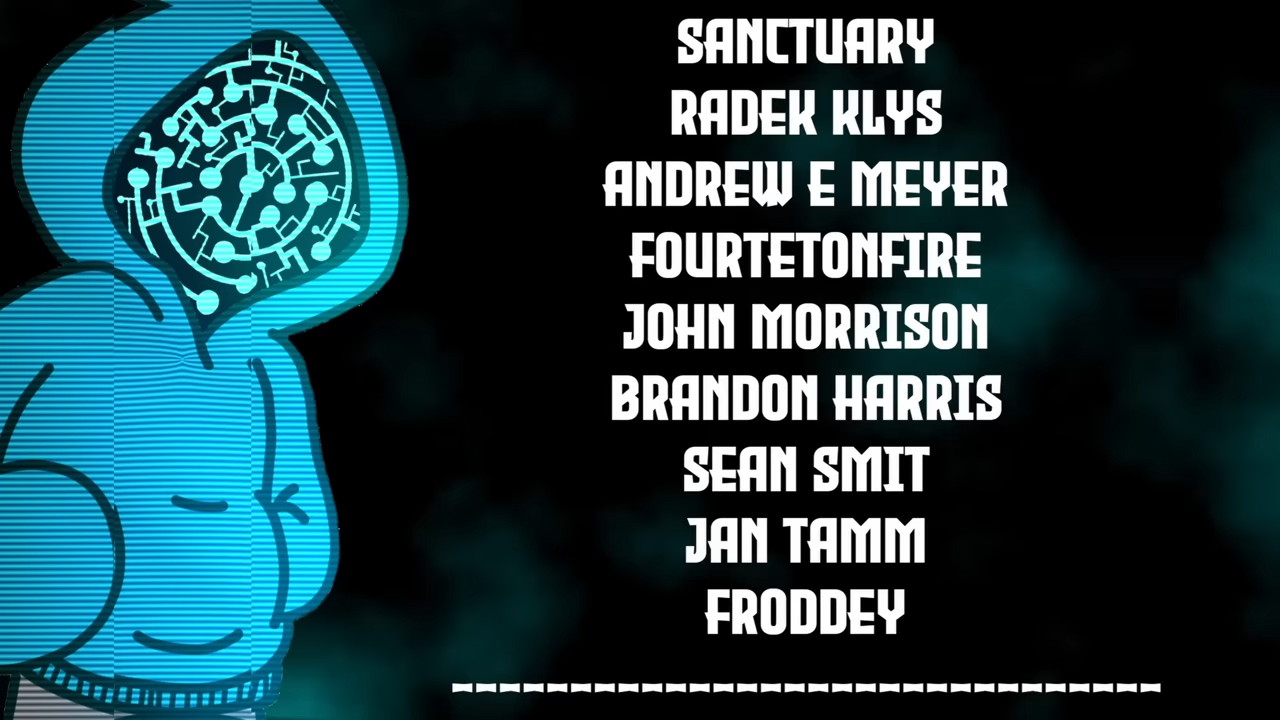 SANCTUARY
RADEK KLYS
ANDREW E MEYER
FOURTETONFIRE
JOHN MORRISON
BRANDON HARRIS
SEAN SMIT
JAN TAMM
FRODDEY
------------------------------